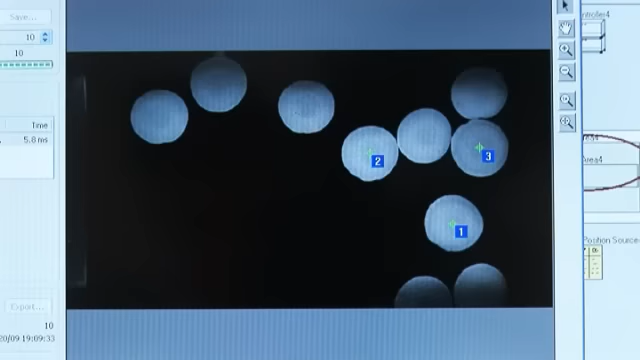 Save...
10
10
Time
5.8 ms
2
3
1
Export...
10
20/09 19:09:33
ntroller4
Area4
Position Source